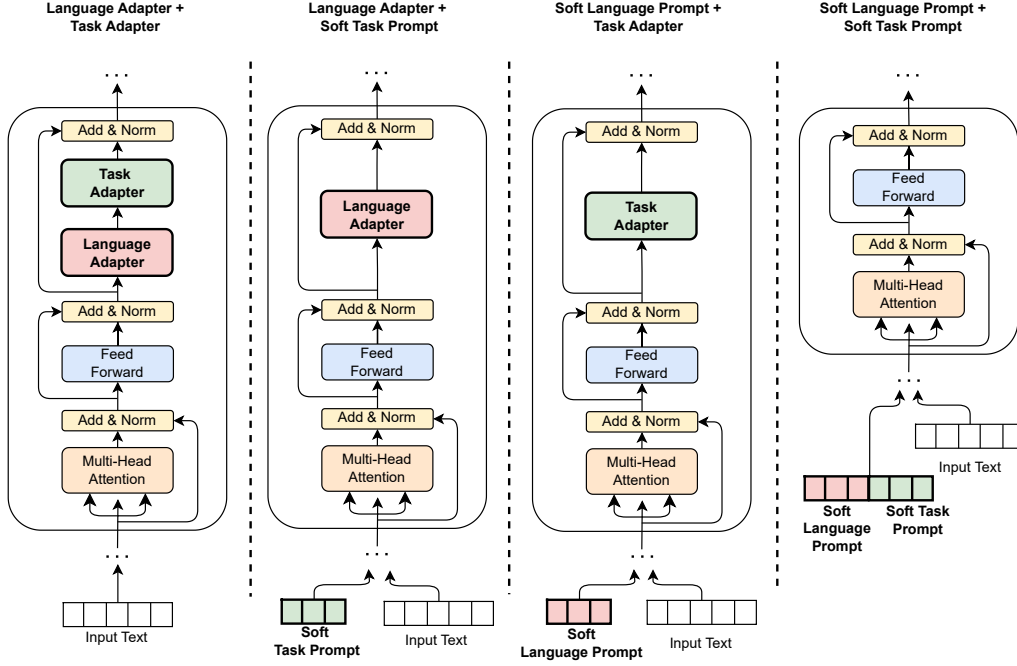 Language Adapter +
Task Adapter
. . .
Add & Norm
Task
Adapter
Language
Adapter
Add & Norm
Feed
Forward
Add & Norm
Multi-Head
Attention
. . .
Input Text
Language Adapter +
Soft Task Prompt
. . .
Add & Norm
Language
Adapter
Add & Norm
Feed
Forward
Add & Norm
Multi-Head
Attention
. . .
Soft
Task Prompt
Input Text
Soft Language Prompt +
Task Adapter
. . .
Add & Norm
Task
Adapter
Add & Norm
Feed
Forward
Add & Norm
Multi-Head
Attention
. . .
Soft
Language Prompt
Input Text
Soft Language Prompt +
Soft Task Prompt
. . .
Add & Norm
Feed
Forward
Add & Norm
Multi-Head
Attention
. . .
Input Text
Soft
Language
Prompt
Soft Task
Prompt